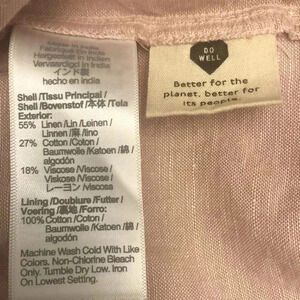 Fabriqué en Inde
Hergestellt in Indien
Vervaardigd in India
インド製
hecho en India
Shell /Tissu Principal /
Shell /Bovenstof /本体 /Tela
Exterior:
55% Linen /Lin /Leinen /
Linnen /麻 /lino
27% Cotton /Coton /
Baumwolle /Katoen /綿 /
algodón
18% Viscose /Viscose /
Viskose /Viscose /
レーヨン /viscosa
Lining /Doublure /Futter /
Voering /裏地 /Forro:
100% Cotton /Coton /
Baumwolle /Katoen /綿 /
algodón
Machine Wash Cold With Like
Colors. Non-Chlorine Bleach
Only. Tumble Dry Low. Iron
On Lowest Setting.
DO
WELL
Better for the
planet, better for
its people.